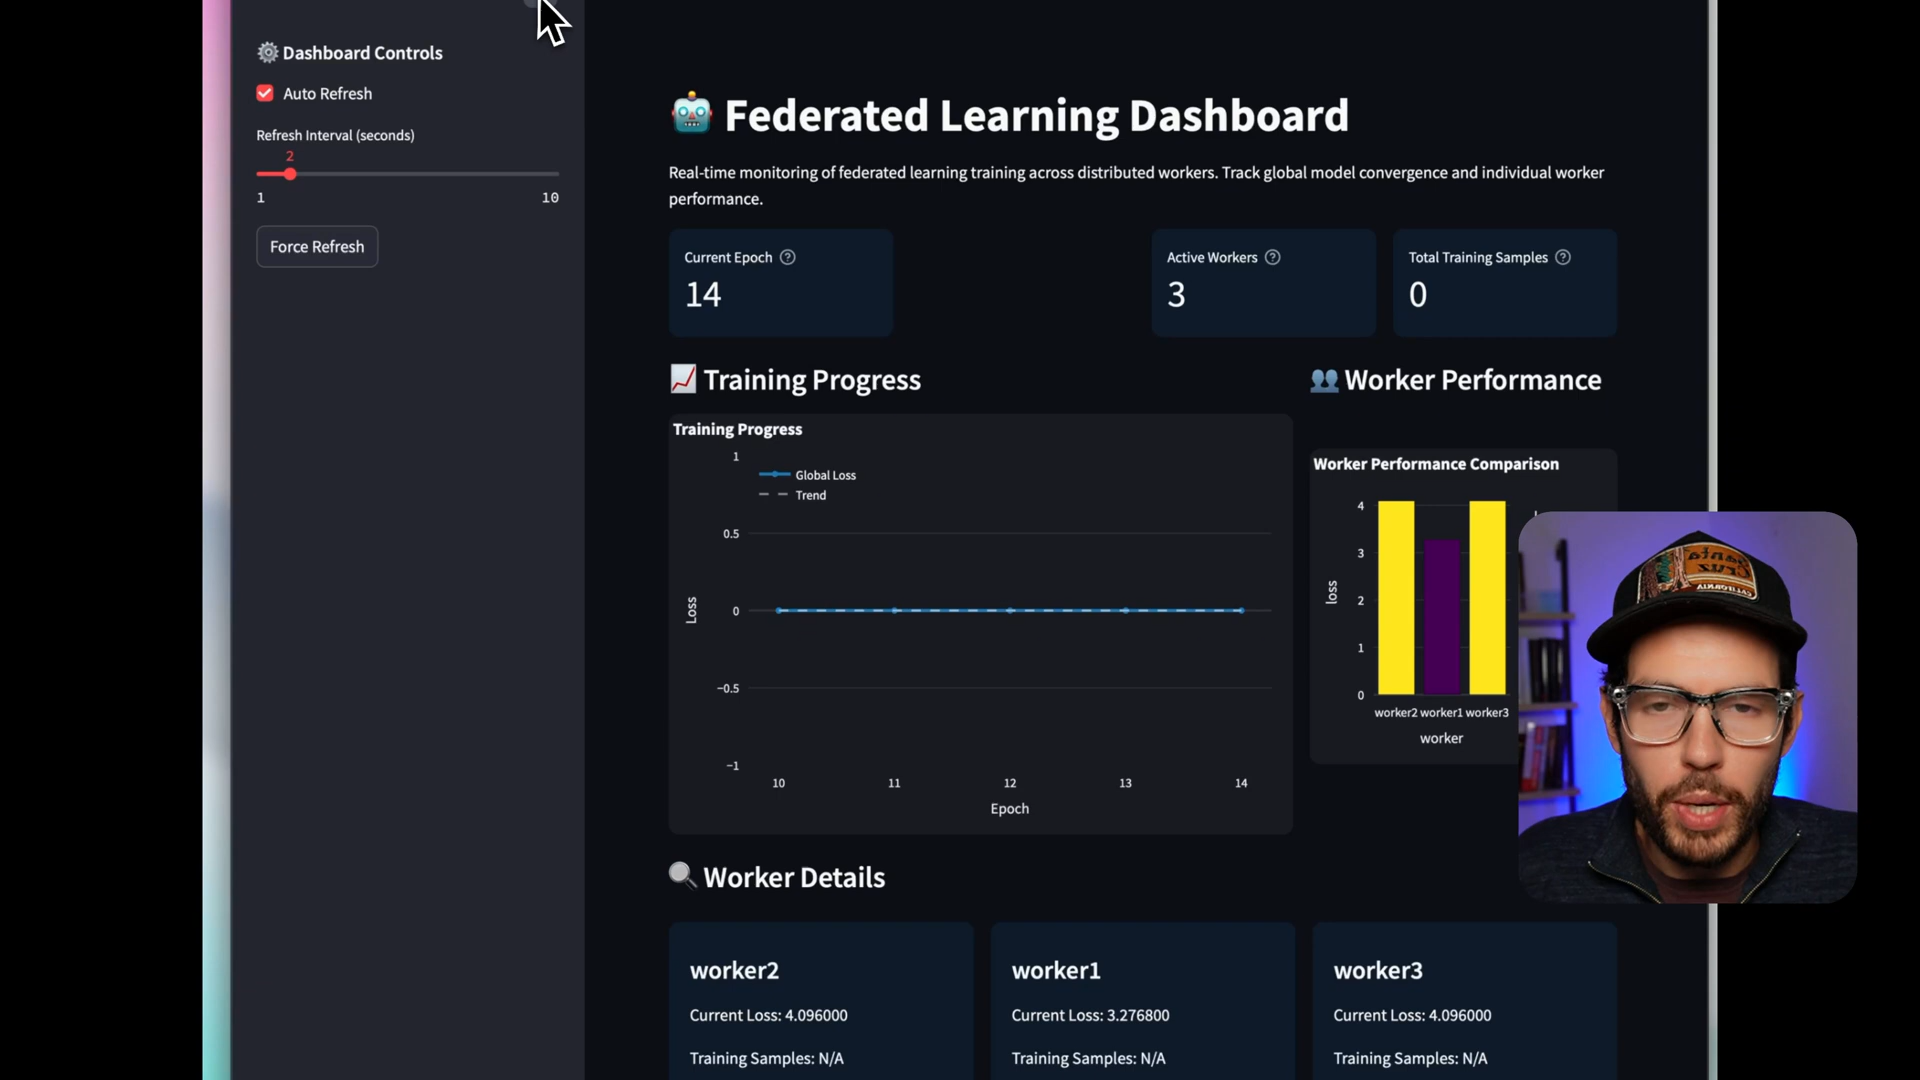 Dashboard Controls
Auto Refresh
Refresh Interval (seconds)
2
1
10
Force Refresh
Federated Learning Dashboard
Real-time monitoring of federated learning training across distributed workers. Track global model convergence and individual worker
performance.
Current Epoch
14
Active Workers
3
Total Training Samples
0
Training Progress
Training Progress
1
0.5
0
−0.5
−1
Loss
Global Loss
Trend
10
11
12
13
14
Epoch
Worker Performance
Worker Performance Comparison
4
3
2
1
0
loss
worker2 worker1 worker3
worker
Santa
Cruz
CALIFORNIA
Worker Details
worker2
Current Loss: 4.096000
Training Samples: N/A
worker1
Current Loss: 3.276800
Training Samples: N/A
worker3
Current Loss: 4.096000
Training Samples: N/A